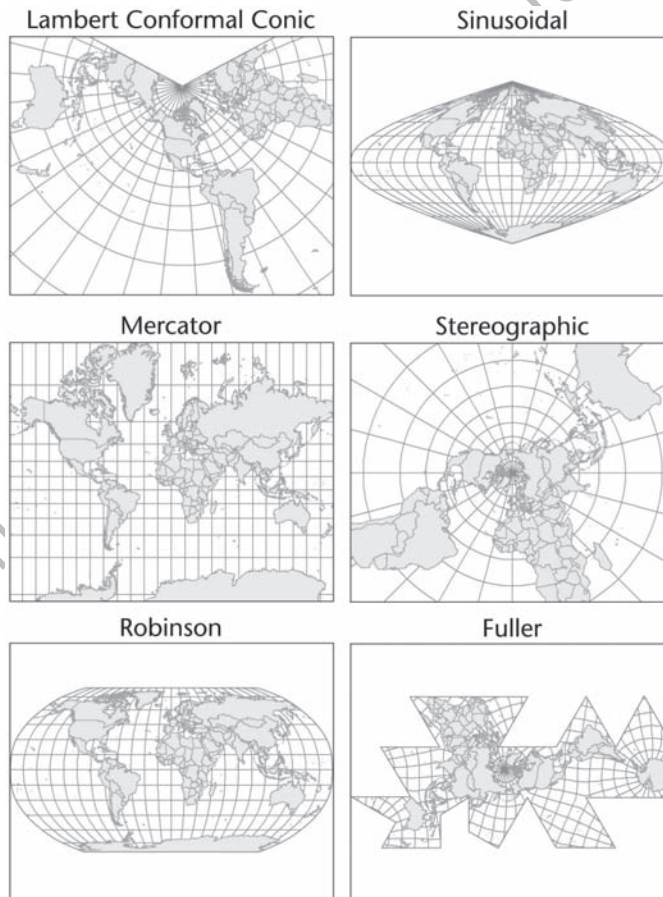 Lambert Conformal Conic
Sinusoidal
Mercator
Stereographic
Robinson
Fuller